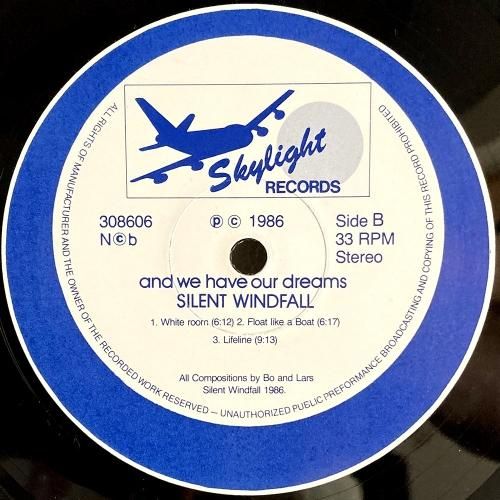 Skylight
RECORDS
308606
N©b
℗ © 1986
Side B
33 RPM
Stereo
and we have our dreams
SILENT WINDFALL
1. White room (6:12) 2. Float like a Boat (6:17)
3. Lifeline (9:13)
All Compositions by Bo and Lars
Silent Windfall 1986.
ALL RIGHTS OF MANUFACTURER AND THE OWNER OF THE RECORDED WORK RESERVED – UNAUTHORIZED PUBLIC PREFORMANCE BROADCASTING AND COPYING OF THIS RECORD PROHIBITED